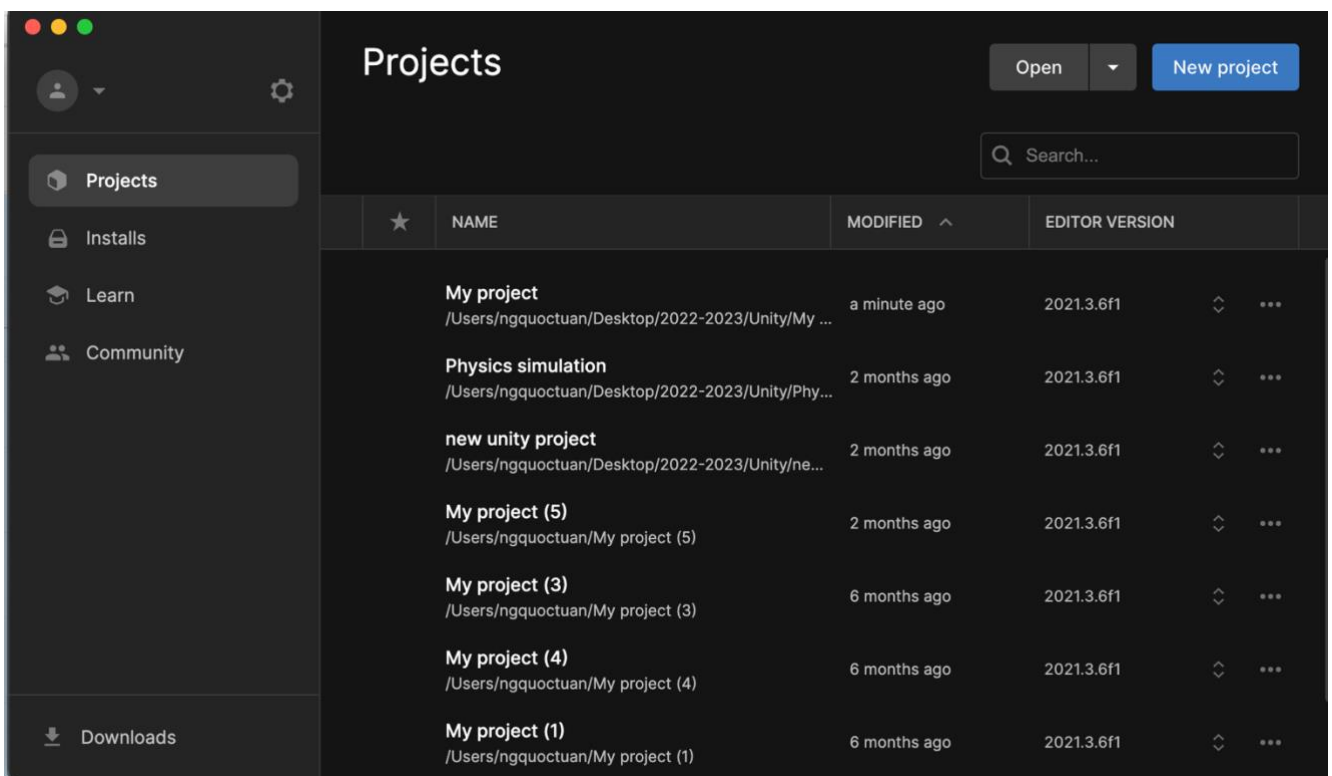 Projects
Open
New project
Search...
Projects
Installs
Learn
Community
Downloads
NAME MODIFIED EDITOR VERSION
My project
/Users/ngquoctuan/Desktop/2022-2023/Unity/My ...
a minute ago 2021.3.6f1
Physics simulation
/Users/ngquoctuan/Desktop/2022-2023/Unity/Phy...
2 months ago 2021.3.6f1
new unity project
/Users/ngquoctuan/Desktop/2022-2023/Unity/ne...
2 months ago 2021.3.6f1
My project (5)
/Users/ngquoctuan/My project (5)
2 months ago 2021.3.6f1
My project (3)
/Users/ngquoctuan/My project (3)
6 months ago 2021.3.6f1
My project (4)
/Users/ngquoctuan/My project (4)
6 months ago 2021.3.6f1
My project (1)
/Users/ngquoctuan/My project (1)
6 months ago 2021.3.6f1